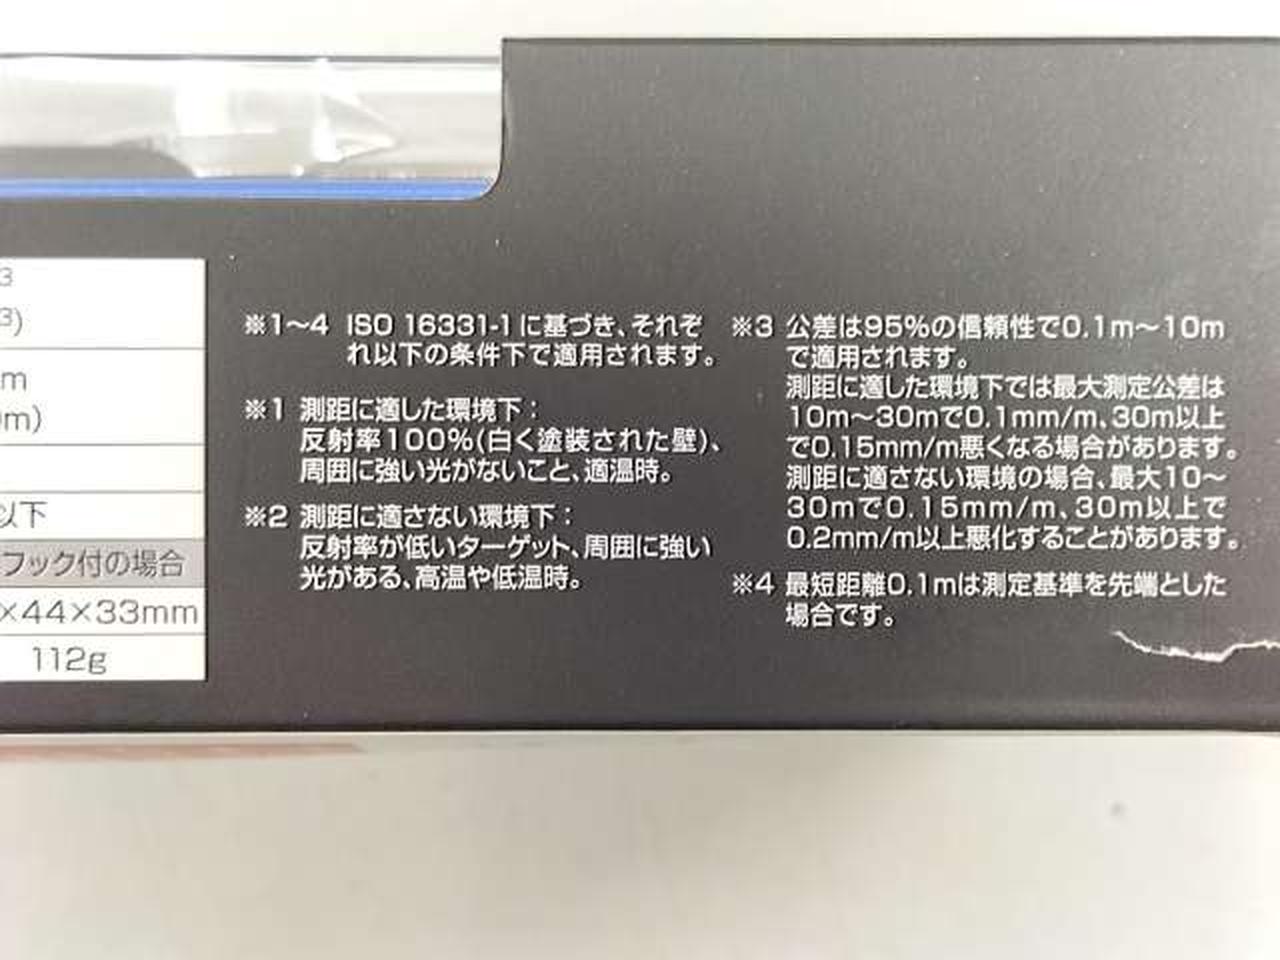 3
3)
m
m)
以下
フック付の場合
×44×33mm
112g
※1～4 ISO 16331-1に基づき、それぞ
れ以下の条件下で適用されます。
※1 測距に適した環境下：
反射率100%(白く塗装された壁)、
周囲に強い光がないこと、適温時。
※2 測距に適さない環境下：
反射率が低いターゲット、周囲に強い
光がある、高温や低温時。
※3 公差は95%の信頼性で0.1m～10m
で適用されます。
測距に適した環境下では最大測定公差は
10m～30mで0.1mm/m、30m以上
で0.15mm/m悪くなる場合があります。
測距に適さない環境の場合、最大10～
30mで0.15mm/m、30m以上で
0.2mm/m以上悪化することがあります。
※4 最短距離0.1mは測定基準を先端とした
場合です。